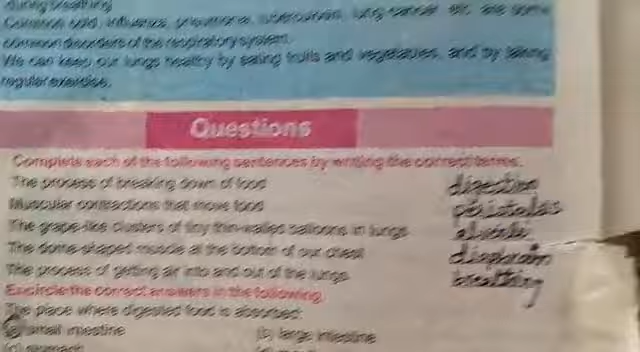 during breathing
Common cold, influenza, pneumonia, tuberculosis, lung cancer etc. are some
common disorders of the respiratory system.
We can keep our lungs healthy by eating fruits and vegetables, and by taking
regular exercise.
Questions
Complete each of the following sentences by writing the correct terms.
The process of breaking down of food digestion
Muscular contractions that move food
The grape-like clusters of tiny thin-walled balloons in lungs
The dome-shaped muscle at the bottom of our chest
The process of getting air into and out of the lungs breathing
Encircle the correct answers in the following.
The place where digested food is absorbed:
small intestine (b) large intestine
stomach